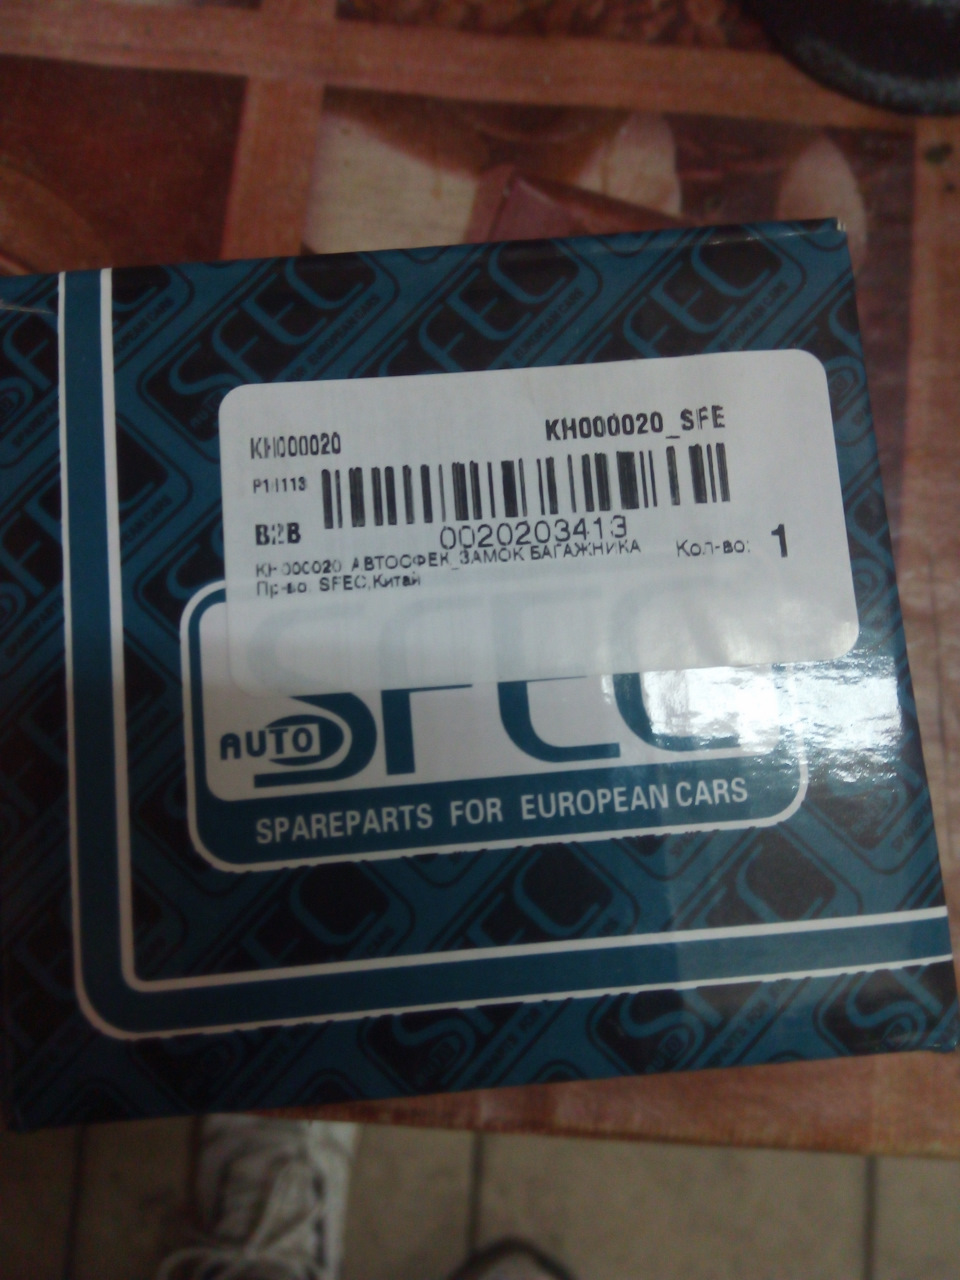 KH000020
KH000020_SFE
B2B
0020203413
KH000020 АВТОСФЕК_ЗАМОК БАГАЖНИКА
Кол-во: 1
Пр-во: SFEC,Китай
AUTO SFEC
SPAREPARTS FOR EUROPEAN CARS